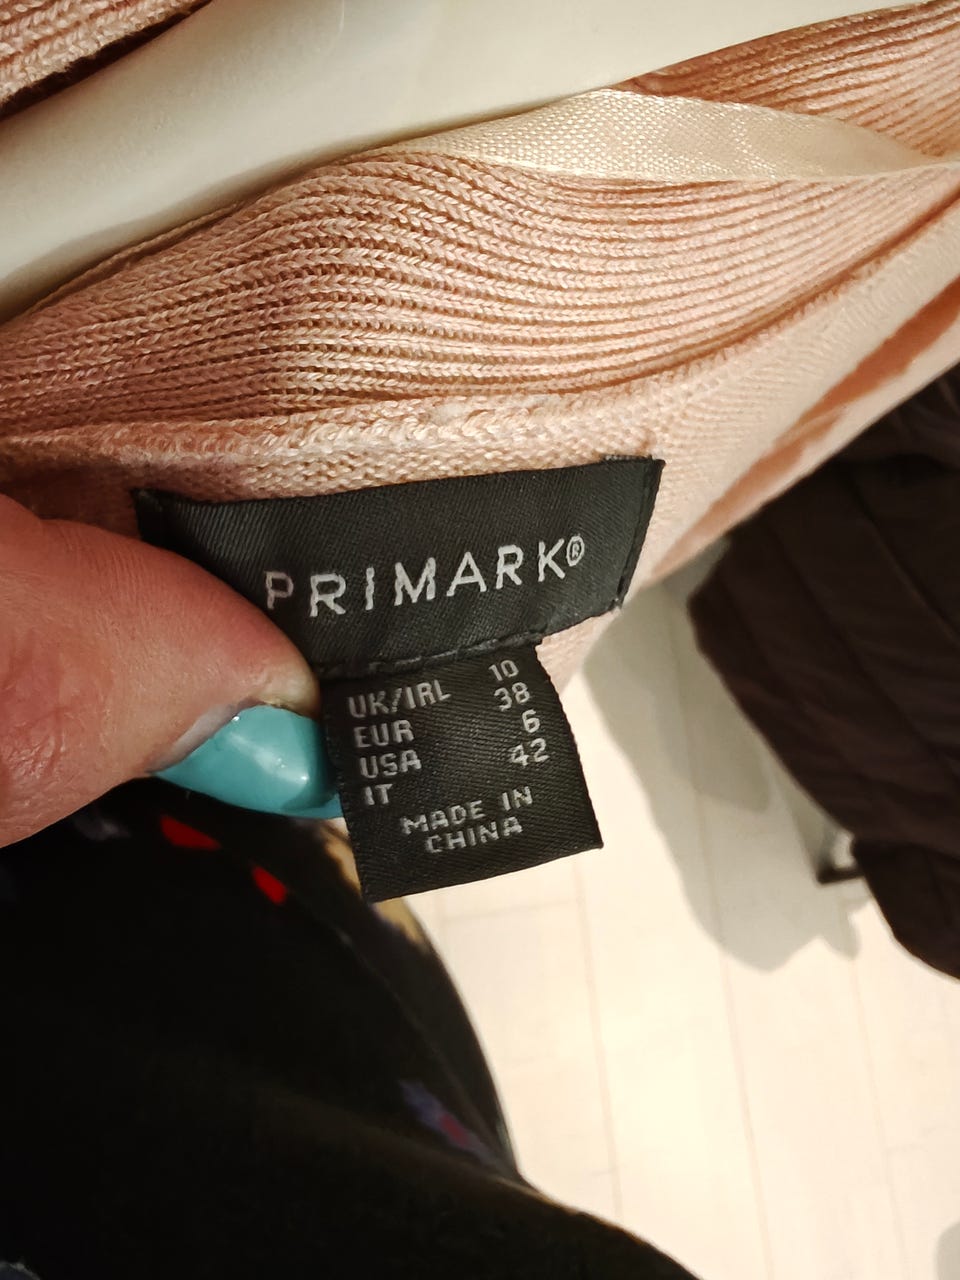 PRIMARK®
UK/IRL 10
EUR 38
USA 6
IT 42
MADE IN
CHINA